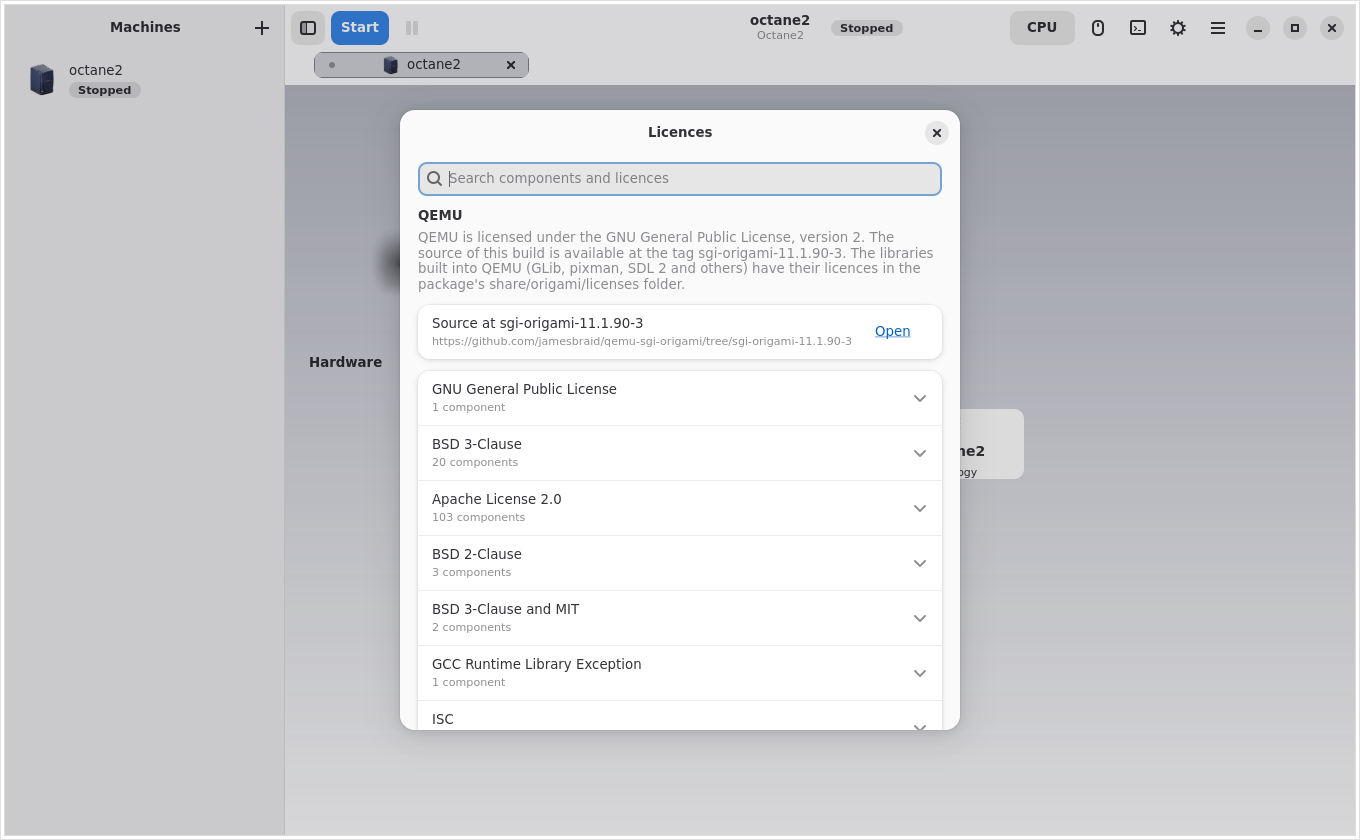 Machines
Start
octane2
Octane2
Stopped
CPU
octane2
Stopped
octane2
Licences
Search components and licences
QEMU
QEMU is licensed under the GNU General Public License, version 2. The
source of this build is available at the tag sgi-origami-11.1.90-3. The libraries
built into QEMU (GLib, pixman, SDL 2 and others) have their licences in the
package's share/origami/licenses folder.
Source at sgi-origami-11.1.90-3
https://github.com/jamesbraid/qemu-sgi-origami/tree/sgi-origami-11.1.90-3
Open
Hardware
GNU General Public License
1 component
BSD 3-Clause
20 components
ne2
ogy
Apache License 2.0
103 components
BSD 2-Clause
3 components
BSD 3-Clause and MIT
2 components
GCC Runtime Library Exception
1 component
ISC